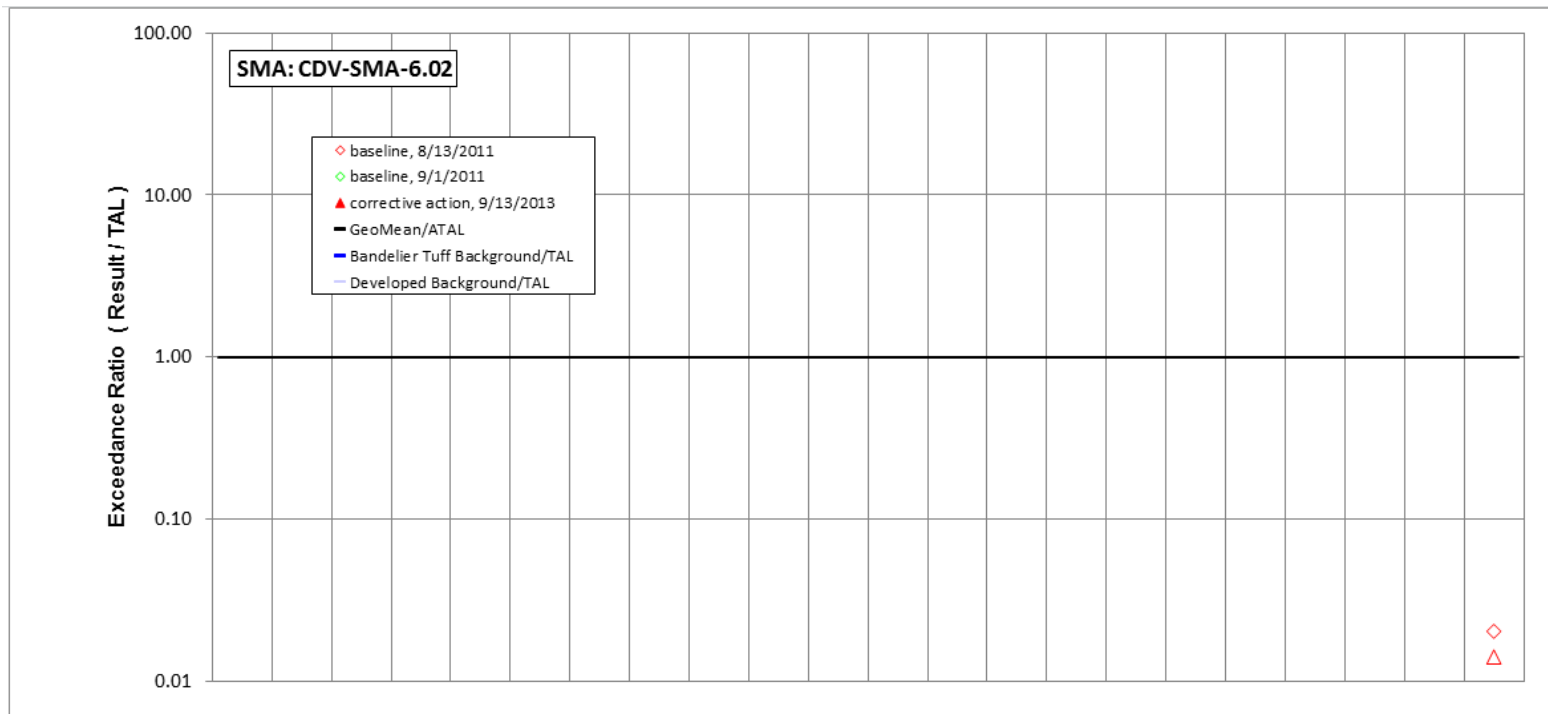 100.00
SMA: CDV-SMA-6.02
baseline, 8/13/2011
baseline, 9/1/2011
corrective action, 9/13/2013
GeoMean/ATAL
Bandelier Tuff Background/TAL
Developed Background/TAL
Exceedance Ratio ( Result / TAL )
10.00
1.00
0.10
0.01